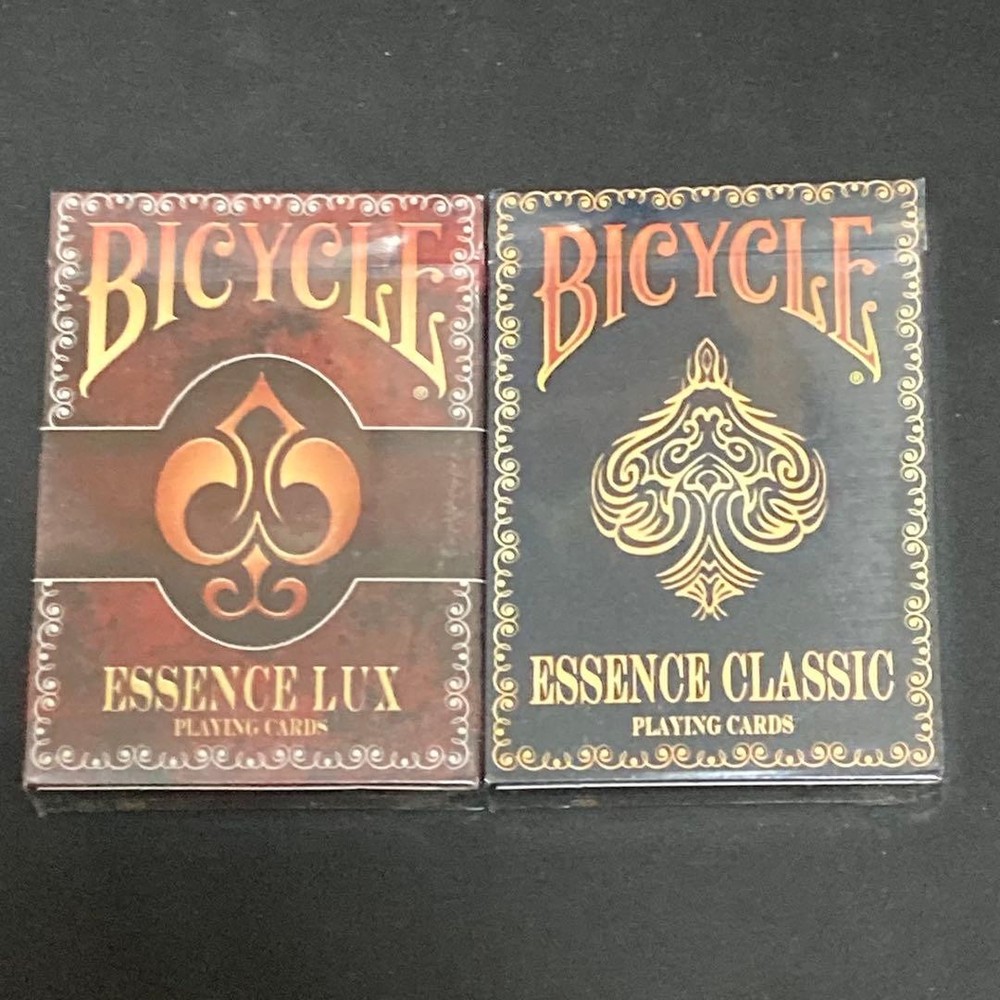 BICYCLE®
ESSENCE LUX
PLAYING CARDS
BICYCLE®
ESSENCE CLASSIC
PLAYING CARDS